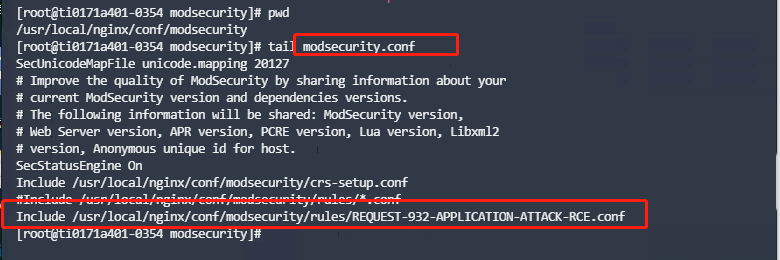 [root@ti0171a401-0354 modsecurity]# pwd
/usr/local/nginx/conf/modsecurity
[root@ti0171a401-0354 modsecurity]# tail modsecurity.conf
SecUnicodeMapFile unicode.mapping 20127
# Improve the quality of ModSecurity by sharing information about your
# current ModSecurity version and dependencies versions.
# The following information will be shared: ModSecurity version,
# Web Server version, APR version, PCRE version, Lua version, Libxml2
# version, Anonymous unique id for host.
SecStatusEngine On
Include /usr/local/nginx/conf/modsecurity/crs-setup.conf
#Include /usr/local/nginx/conf/modsecurity/rules/*.conf
Include /usr/local/nginx/conf/modsecurity/rules/REQUEST-932-APPLICATION-ATTACK-RCE.conf
[root@ti0171a401-0354 modsecurity]#